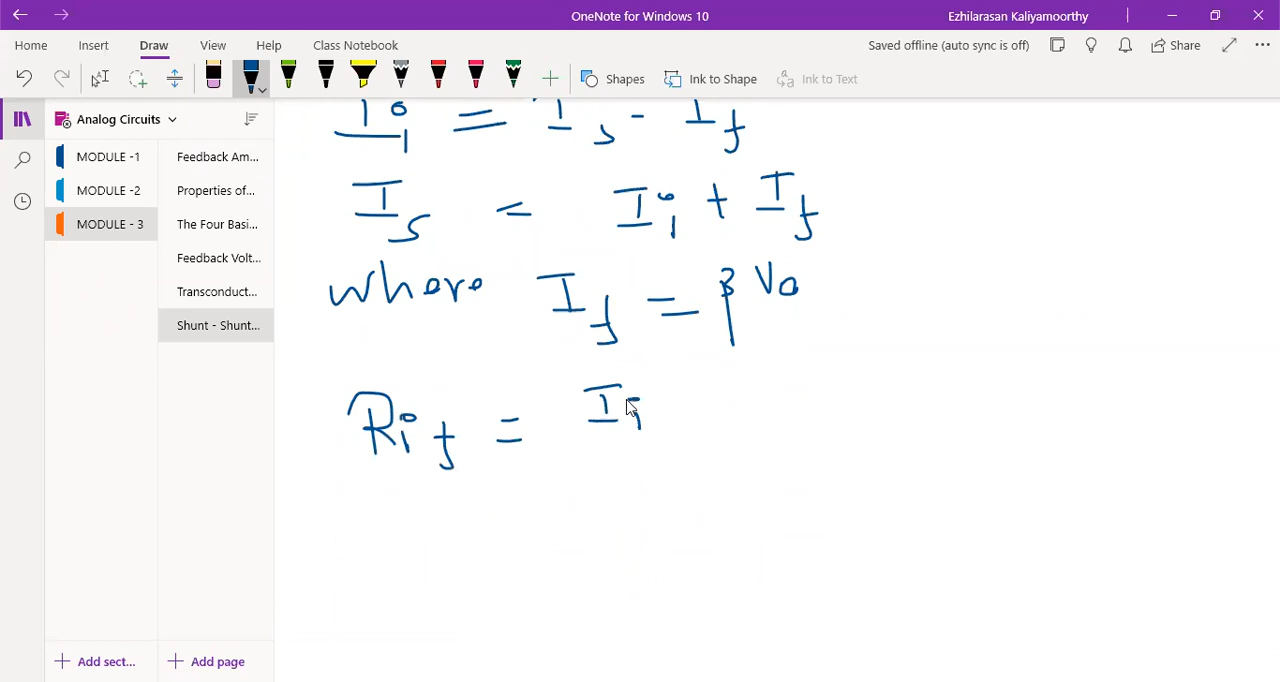 OneNote for Windows 10
Ezhilarasan Kaliyamoorthy
Home Insert Draw View Help Class Notebook
Saved offline (auto sync is off)
Share
Shapes
Ink to Shape
Ink to Text
Analog Circuits
MODULE -1
MODULE -2
MODULE - 3
Feedback Am...
Properties of...
The Four Basi...
Feedback Volt...
Transconduct...
Shunt - Shunt...
Add sect...
Add page
Ii = Is - If
Is = Ii + If
where If = β Vo
Rif = Ii